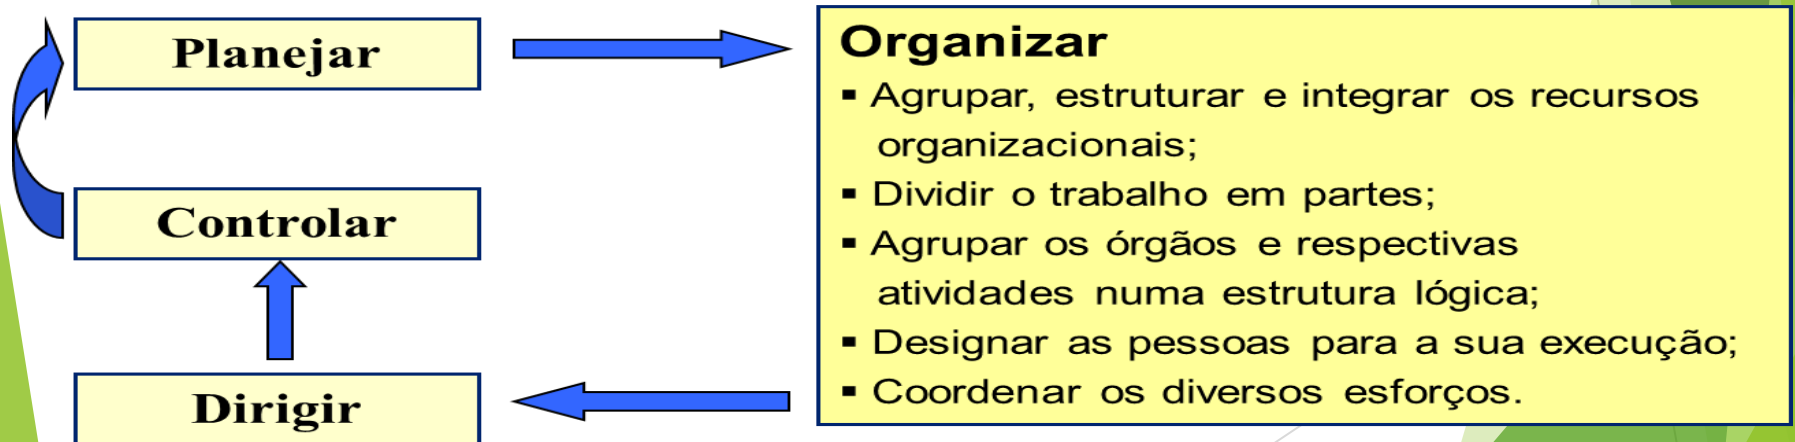 Planejar
Controlar
Dirigir
Organizar
▪ Agrupar, estruturar e integrar os recursos
organizacionais;
▪ Dividir o trabalho em partes;
▪ Agrupar os órgãos e respectivas
atividades numa estrutura lógica;
▪ Designar as pessoas para a sua execução;
▪ Coordenar os diversos esforços.